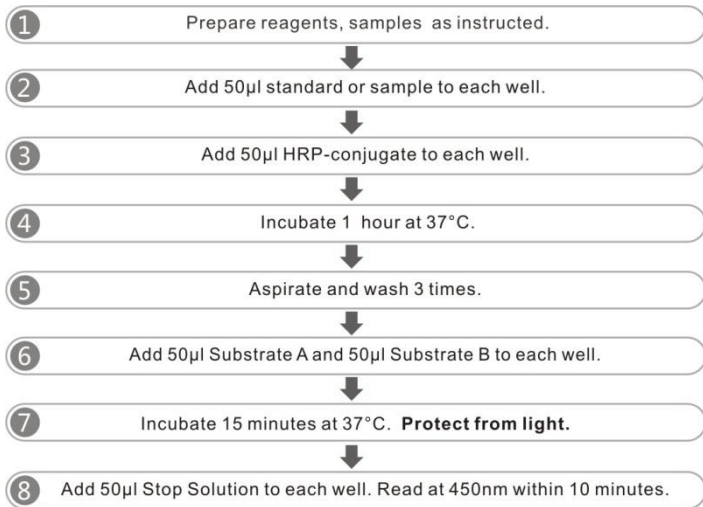 1 Prepare reagents, samples as instructed.
2 Add 50μl standard or sample to each well.
3 Add 50μl HRP-conjugate to each well.
4 Incubate 1 hour at 37°C.
5 Aspirate and wash 3 times.
6 Add 50μl Substrate A and 50μl Substrate B to each well.
7 Incubate 15 minutes at 37°C. Protect from light.
8 Add 50μl Stop Solution to each well. Read at 450nm within 10 minutes.